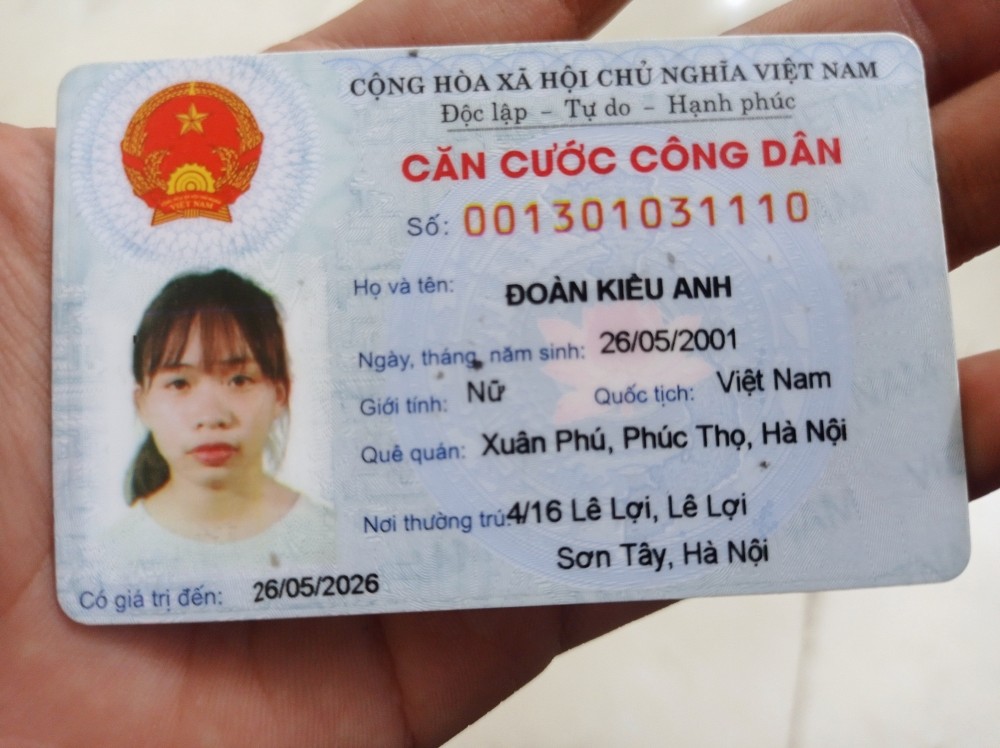 CỘNG HÒA XÃ HỘI CHỦ NGHĨA VIỆT NAM
Độc lập - Tự do - Hạnh phúc
CĂN CƯỚC CÔNG DÂN
Số: 001301031110
Họ và tên: ĐOÀN KIỀU ANH
Ngày, tháng, năm sinh: 26/05/2001
Giới tính: Nữ Quốc tịch: Việt Nam
Quê quán: Xuân Phú, Phúc Thọ, Hà Nội
Nơi thường trú: 4/16 Lê Lợi, Lê Lợi
Sơn Tây, Hà Nội
Có giá trị đến: 26/05/2026
VIỆT NAM